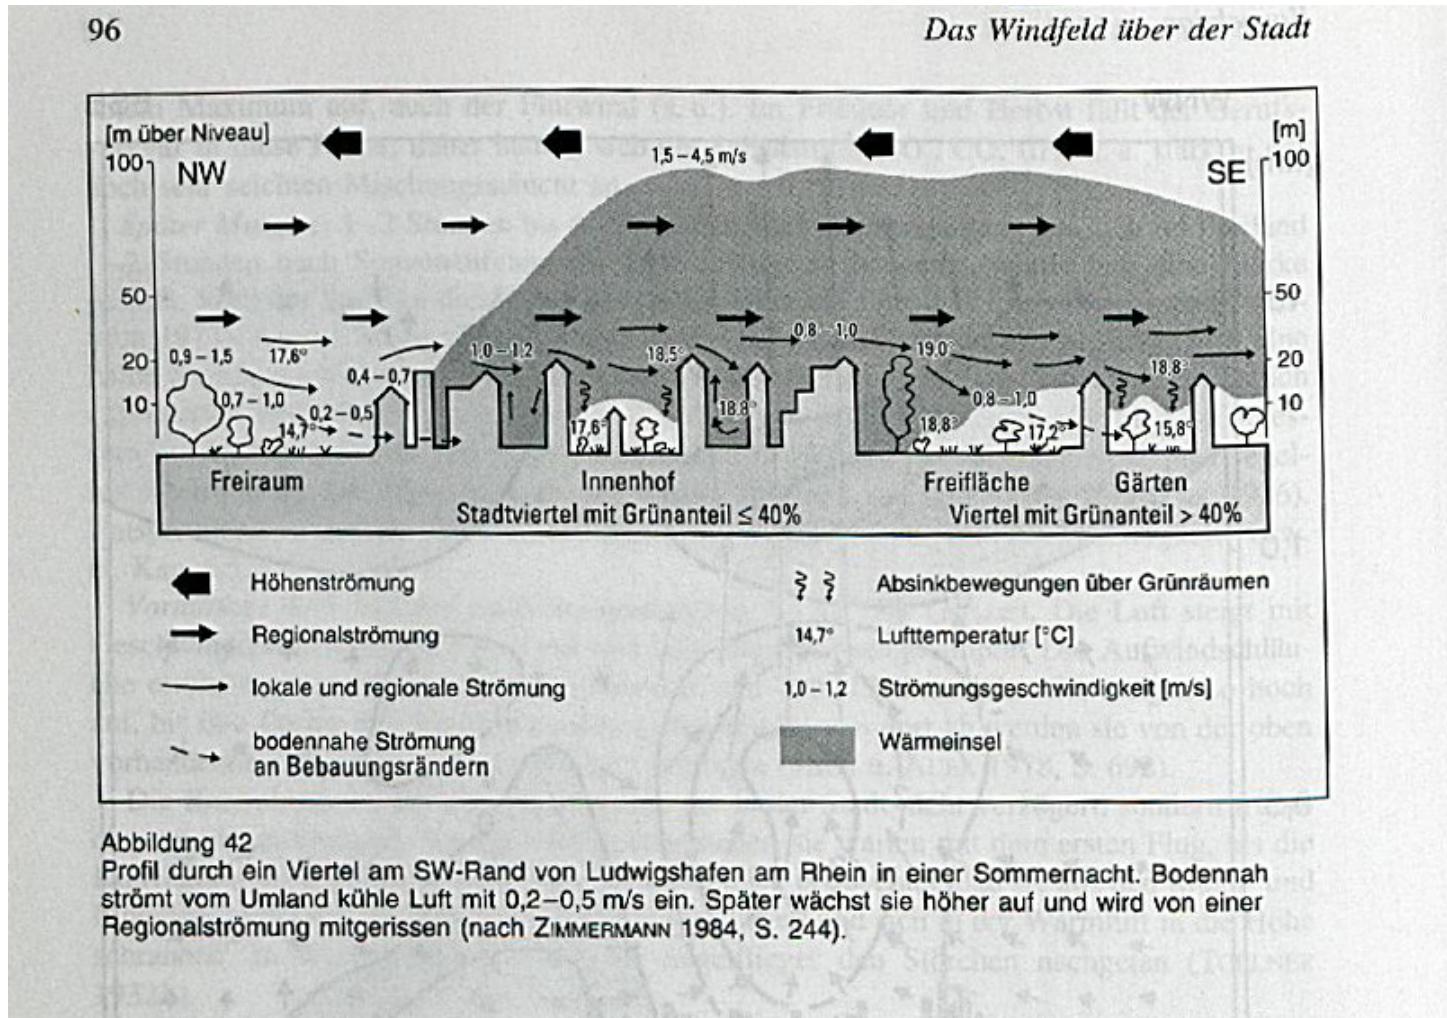 96
Das Windfeld über der Stadt
[m über Niveau]
[m]
100
NW
1,5–4,5 m/s
SE
100
50
50
20
0,9–1,5
17,6°
1,0–1,2
18,5°
0,8–1,0
19,0°
18,8°
20
0,4–0,7
10
0,7–1,0
0,2–0,5
14,7°
17,6°
18.8°
18,8°
0,8–1,0
17,2°
15,8°
10
Freiraum
Innenhof
Freifläche
Gärten
Stadtviertel mit Grünanteil ≤ 40%
Viertel mit Grünanteil > 40%
Höhenströmung
Absinkbewegungen über Grünräumen
Regionalströmung
14,7° Lufttemperatur [°C]
lokale und regionale Strömung
1,0–1,2 Strömungsgeschwindigkeit [m/s]
bodennahe Strömung
an Bebauungsrändern
Wärmeinsel
Abbildung 42
Profil durch ein Viertel am SW-Rand von Ludwigshafen am Rhein in einer Sommernacht. Bodennah
strömt vom Umland kühle Luft mit 0,2–0,5 m/s ein. Später wächst sie höher auf und wird von einer
Regionalströmung mitgerissen (nach ZIMMERMANN 1984, S. 244).